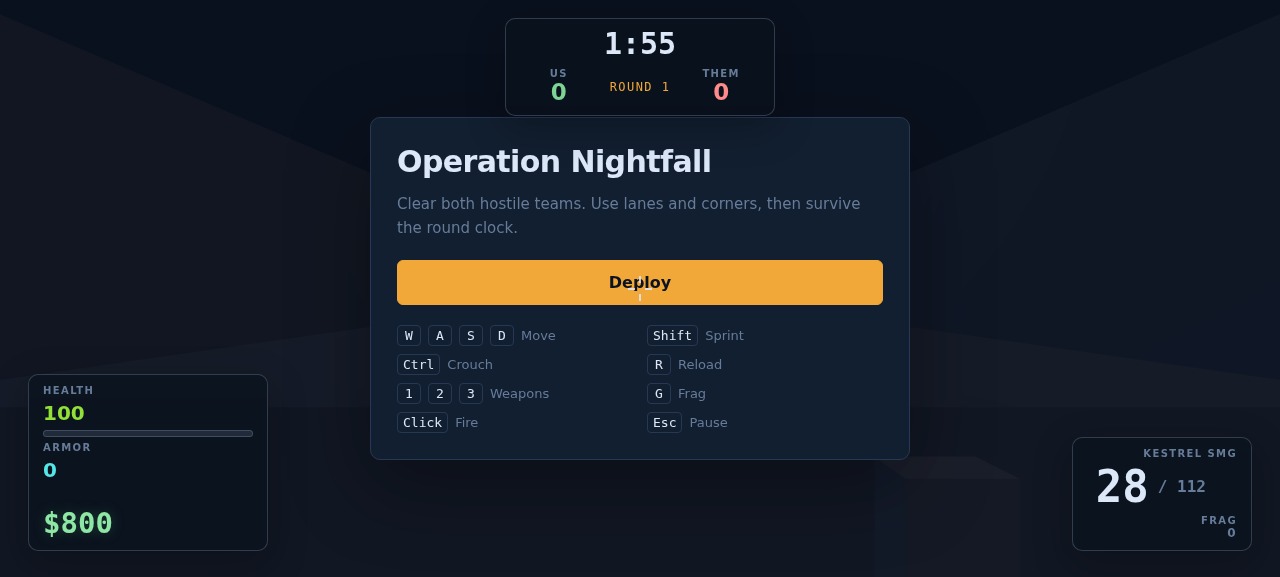 1:55
US
THEM
0
ROUND 1
0
Operation Nightfall
Clear both hostile teams. Use lanes and corners, then survive
the round clock.
Deploy
W A S D Move
Shift Sprint
Ctrl Crouch
R Reload
1 2 3 Weapons
G Frag
Click Fire
Esc Pause
HEALTH
100
ARMOR
0
$800
KESTREL SMG
28 / 112
FRAG
0